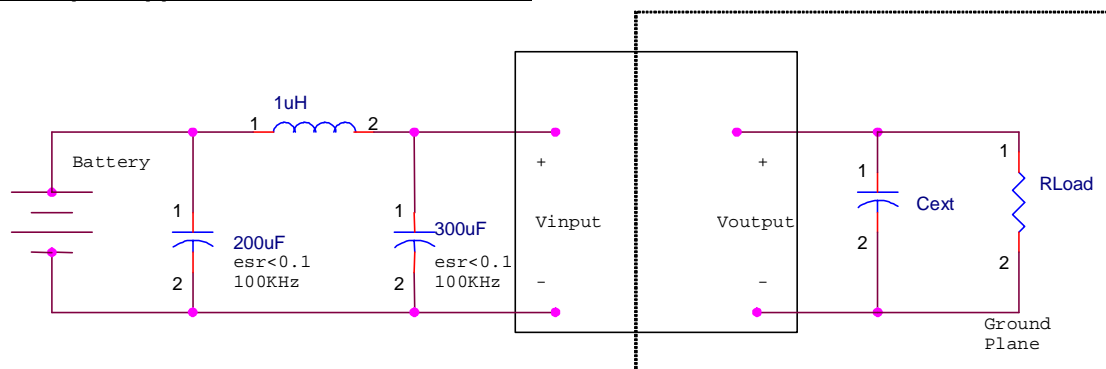 1uH
1 2
Battery
+ +
1 1 1 1
RLoad
Vinput Voutput Cext
200uF 300uF
esr<0.1 esr<0.1
100KHz 100KHz
2 2 2 2
- -
Ground
Plane